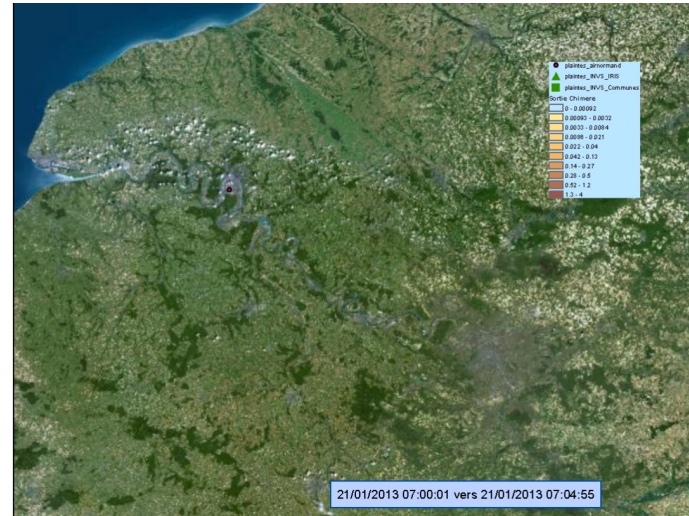 plaintes_airnormand
plaintes_INVS_IRIS
plaintes_INVS_Communes
Sortie Chimere
0 - 0.00092
0.00093 - 0.0032
0.0033 - 0.0084
0.0086 - 0.021
0.022 - 0.04
0.042 - 0.13
0.14 - 0.27
0.28 - 0.5
0.52 - 1.2
1.3 - 4
21/01/2013 07:00:01 vers 21/01/2013 07:04:55